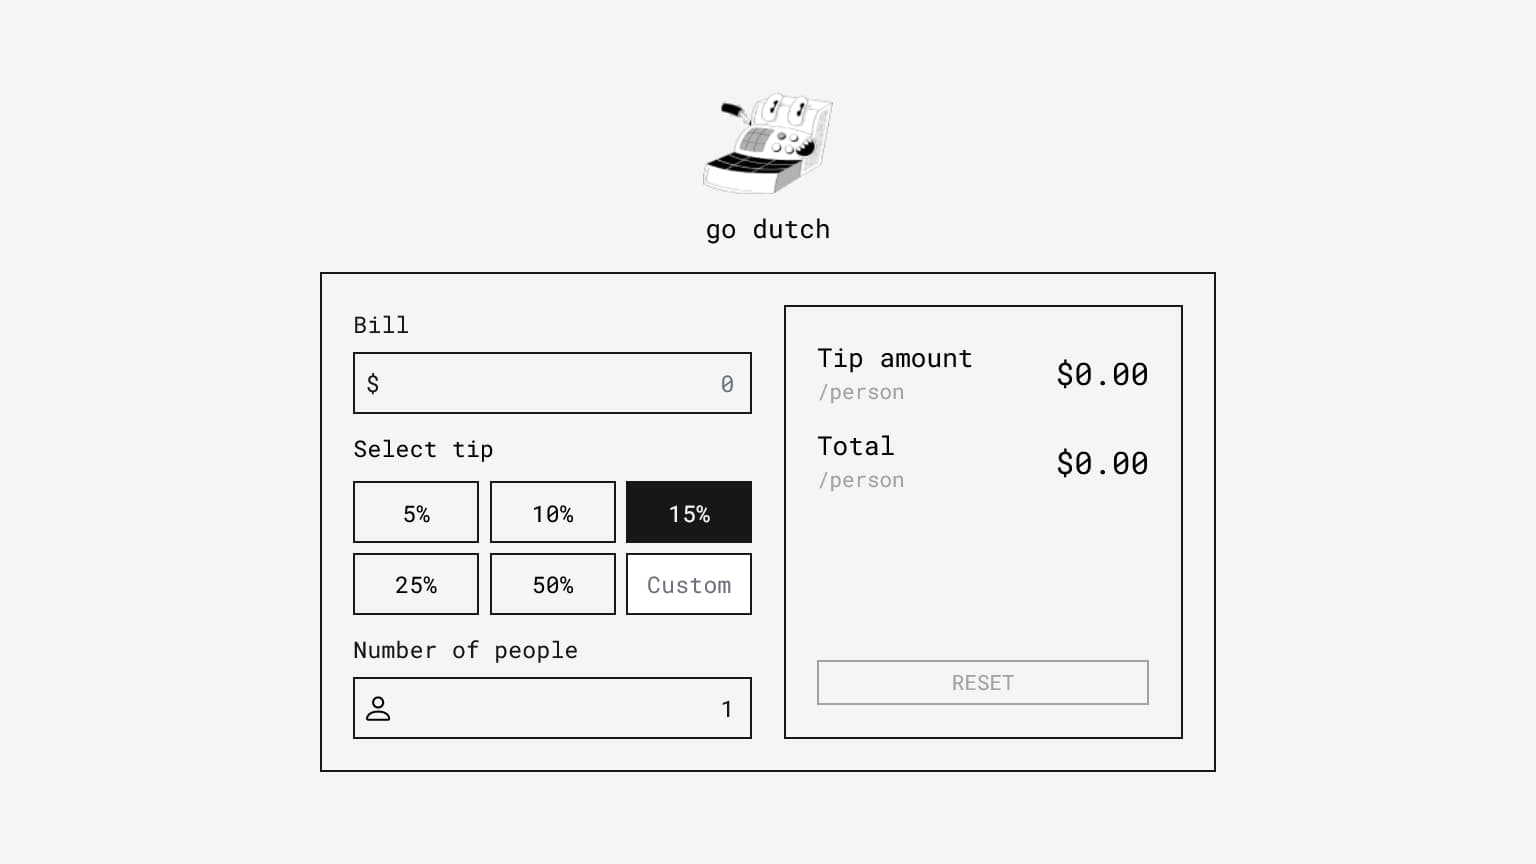 go dutch
Bill
$ 0
Select tip
5% 10% 15%
25% 50% Custom
Number of people
1
Tip amount
/person
$0.00
Total
/person
$0.00
RESET